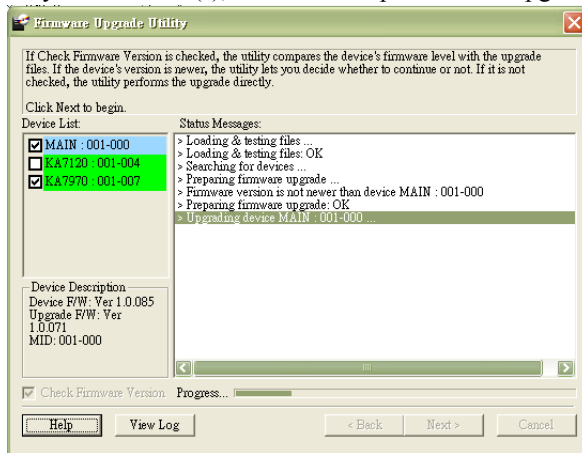 Firmware Upgrade Utility
If Check Firmware Version is checked, the utility compares the device's firmware level with the upgrade
files. If the device's version is newer, the utility lets you decide whether to continue or not. If it is not
checked, the utility performs the upgrade directly.
Click Next to begin.
Device List:
Status Messages:
MAIN : 001-000
KA7120 : 001-004
KA7970 : 001-007
> Loading & testing files ...
> Loading & testing files: OK
> Searching for devices ...
> Preparing firmware upgrade ...
> Firmware version is not newer than device MAIN : 001-000
> Preparing firmware upgrade: OK
> Upgrading device MAIN : 001-000 ...
Device Description
Device F/W: Ver 1.0.085
Upgrade F/W: Ver
1.0.071
MID: 001-000
Check Firmware Version Progress...
Help View Log < Back Next > Cancel